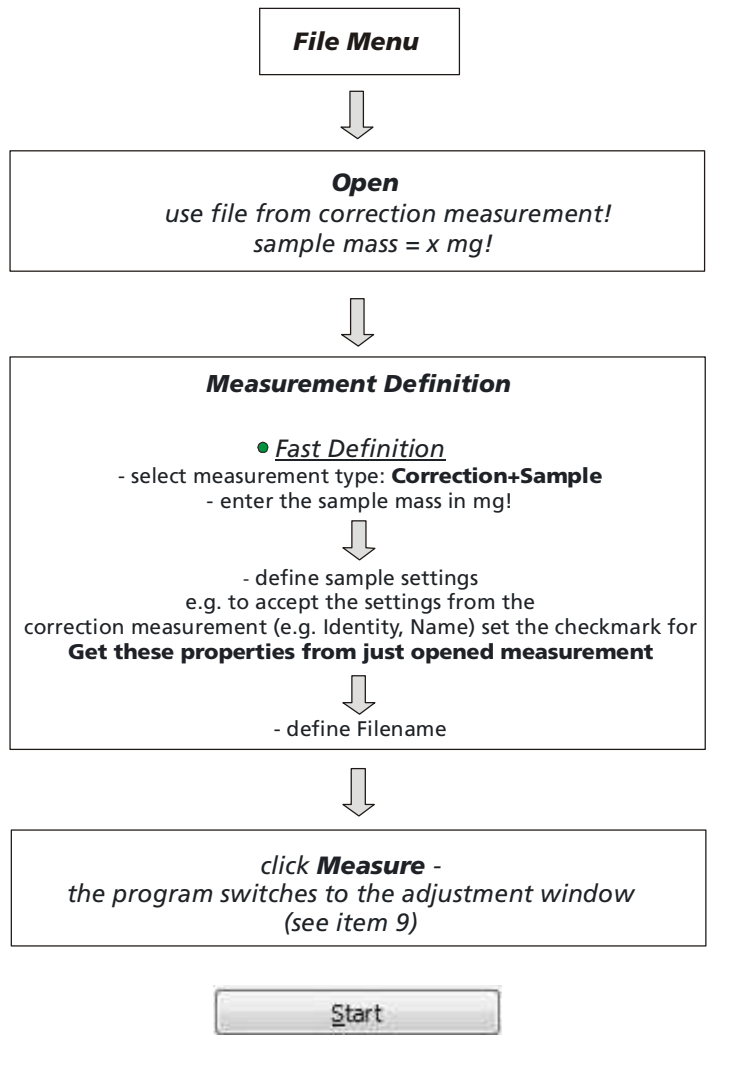 File Menu
Open
use file from correction measurement!
sample mass = x mg!
Measurement Definition
Fast Definition
- select measurement type: Correction+Sample
- enter the sample mass in mg!
- define sample settings
e.g. to accept the settings from the
correction measurement (e.g. Identity, Name) set the checkmark for
Get these properties from just opened measurement
- define Filename
click Measure -
the program switches to the adjustment window
(see item 9)
Start